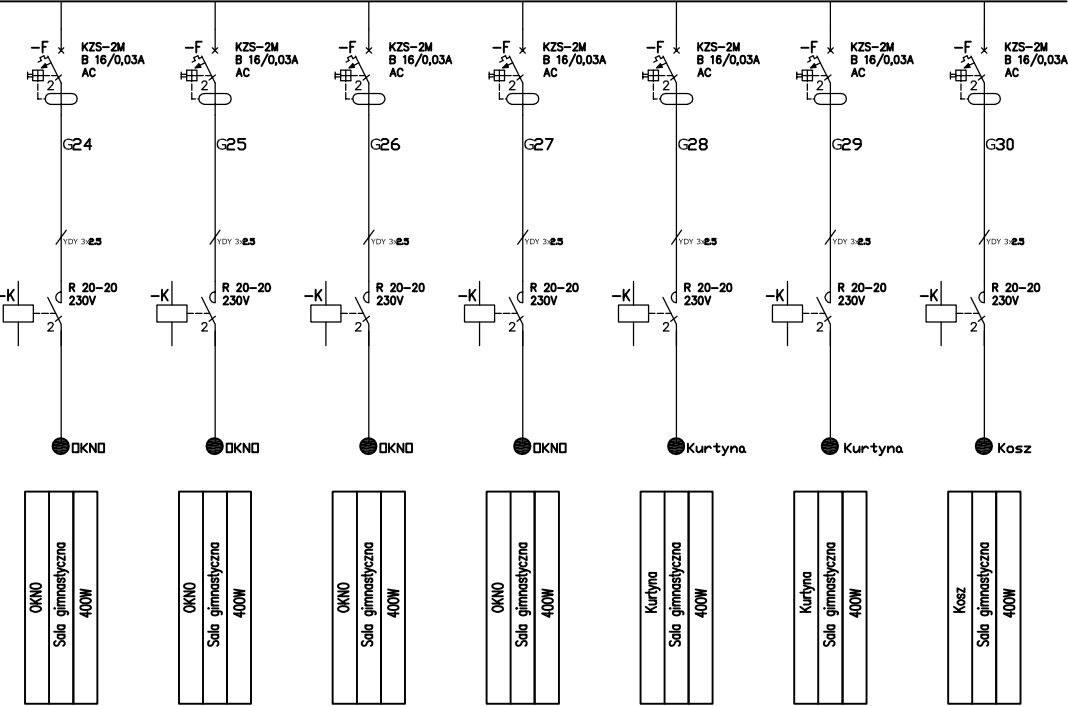 -F KZS-2M
B 16/0,03A
AC
2
G24
YDY 3x2.5
-K R 20-20
230V
2
OKNO
OKNO
Sala gimnastyczna
400W
-F KZS-2M
B 16/0,03A
AC
2
G25
YDY 3x2.5
-K R 20-20
230V
2
OKNO
OKNO
Sala gimnastyczna
400W
-F KZS-2M
B 16/0,03A
AC
2
G26
YDY 3x2.5
-K R 20-20
230V
2
OKNO
OKNO
Sala gimnastyczna
400W
-F KZS-2M
B 16/0,03A
AC
2
G27
YDY 3x2.5
-K R 20-20
230V
2
OKNO
OKNO
Sala gimnastyczna
400W
-F KZS-2M
B 16/0,03A
AC
2
G28
YDY 3x2.5
-K R 20-20
230V
2
Kurtyna
Kurtyna
Sala gimnastyczna
400W
-F KZS-2M
B 16/0,03A
AC
2
G29
YDY 3x2.5
-K R 20-20
230V
2
Kurtyna
Kurtyna
Sala gimnastyczna
400W
-F KZS-2M
B 16/0,03A
AC
2
G30
YDY 3x2.5
-K R 20-20
230V
2
Kosz
Kosz
Sala gimnastyczna
400W